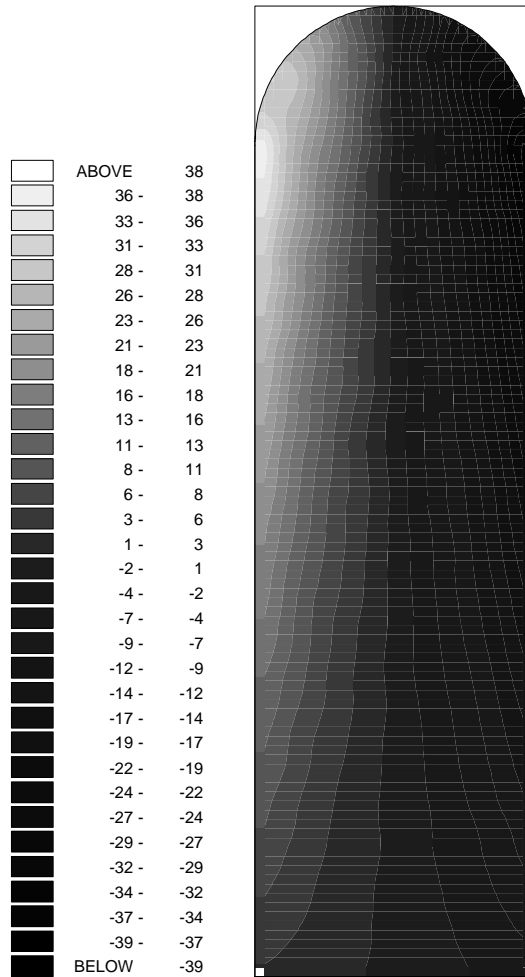 ABOVE 38
36 - 38
33 - 36
31 - 33
28 - 31
26 - 28
23 - 26
21 - 23
18 - 21
16 - 18
13 - 16
11 - 13
8 - 11
6 - 8
3 - 6
1 - 3
-2 - 1
-4 - -2
-7 - -4
-9 - -7
-12 - -9
-14 - -12
-17 - -14
-19 - -17
-22 - -19
-24 - -22
-27 - -24
-29 - -27
-32 - -29
-34 - -32
-37 - -34
-39 - -37
BELOW -39